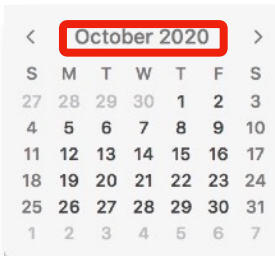 < October 2020 >
S M T W T F S
27 28 29 30 1 2 3
4 5 6 7 8 9 10
11 12 13 14 15 16 17
18 19 20 21 22 23 24
25 26 27 28 29 30 31
1 2 3 4 5 6 7